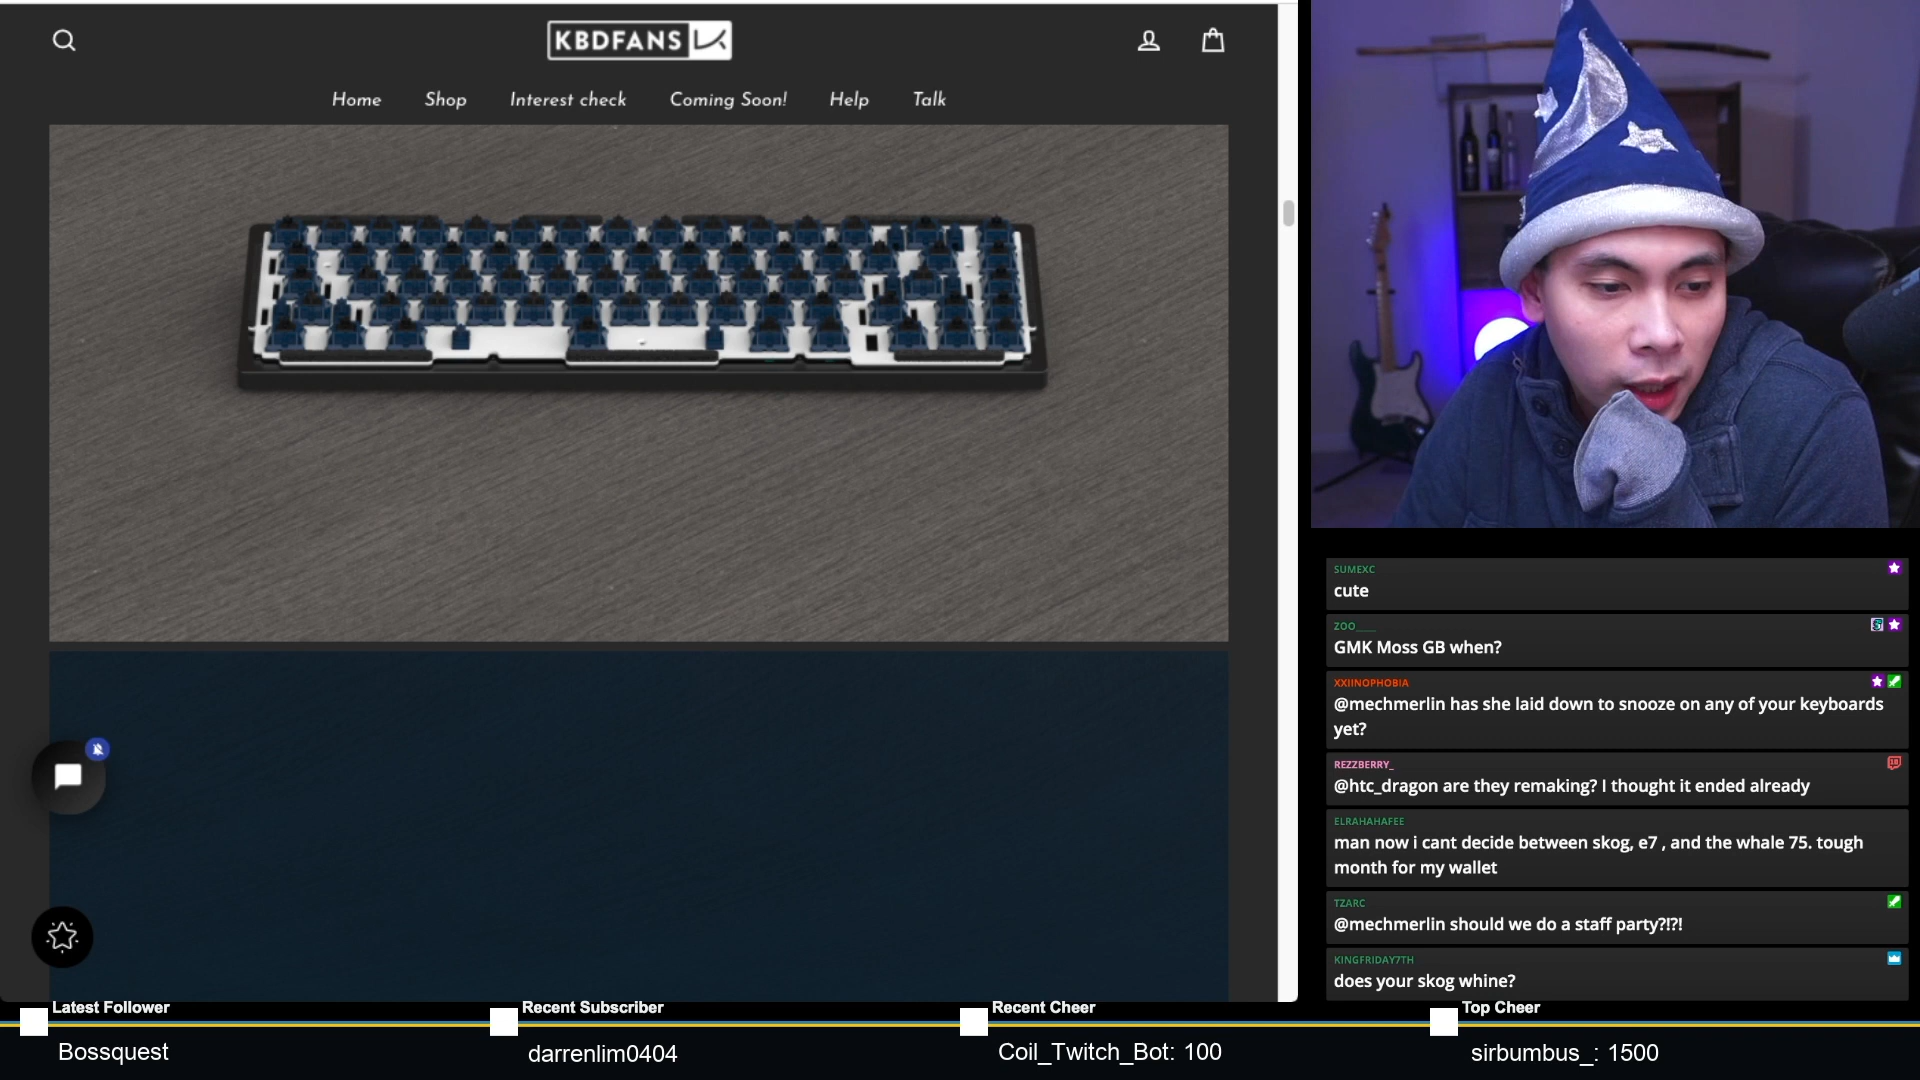 KBDFANS
Home Shop Interest check Coming Soon! Help Talk
SUMEXC
cute
ZOO____
GMK Moss GB when?
XXIINOPHOBIA
@mechmerlin has she laid down to snooze on any of your keyboards
yet?
REZZBERRY_
@htc_dragon are they remaking? I thought it ended already
ELRAHAHAFEE
man now i cant decide between skog, e7 , and the whale 75. tough
month for my wallet
TZARC
@mechmerlin should we do a staff party?!?!
KINGFRIDAY7TH
does your skog whine?
Latest Follower
Bossquest
Recent Subscriber
darrenlim0404
Recent Cheer
Coil_Twitch_Bot: 100
Top Cheer
sirbumbus_: 1500